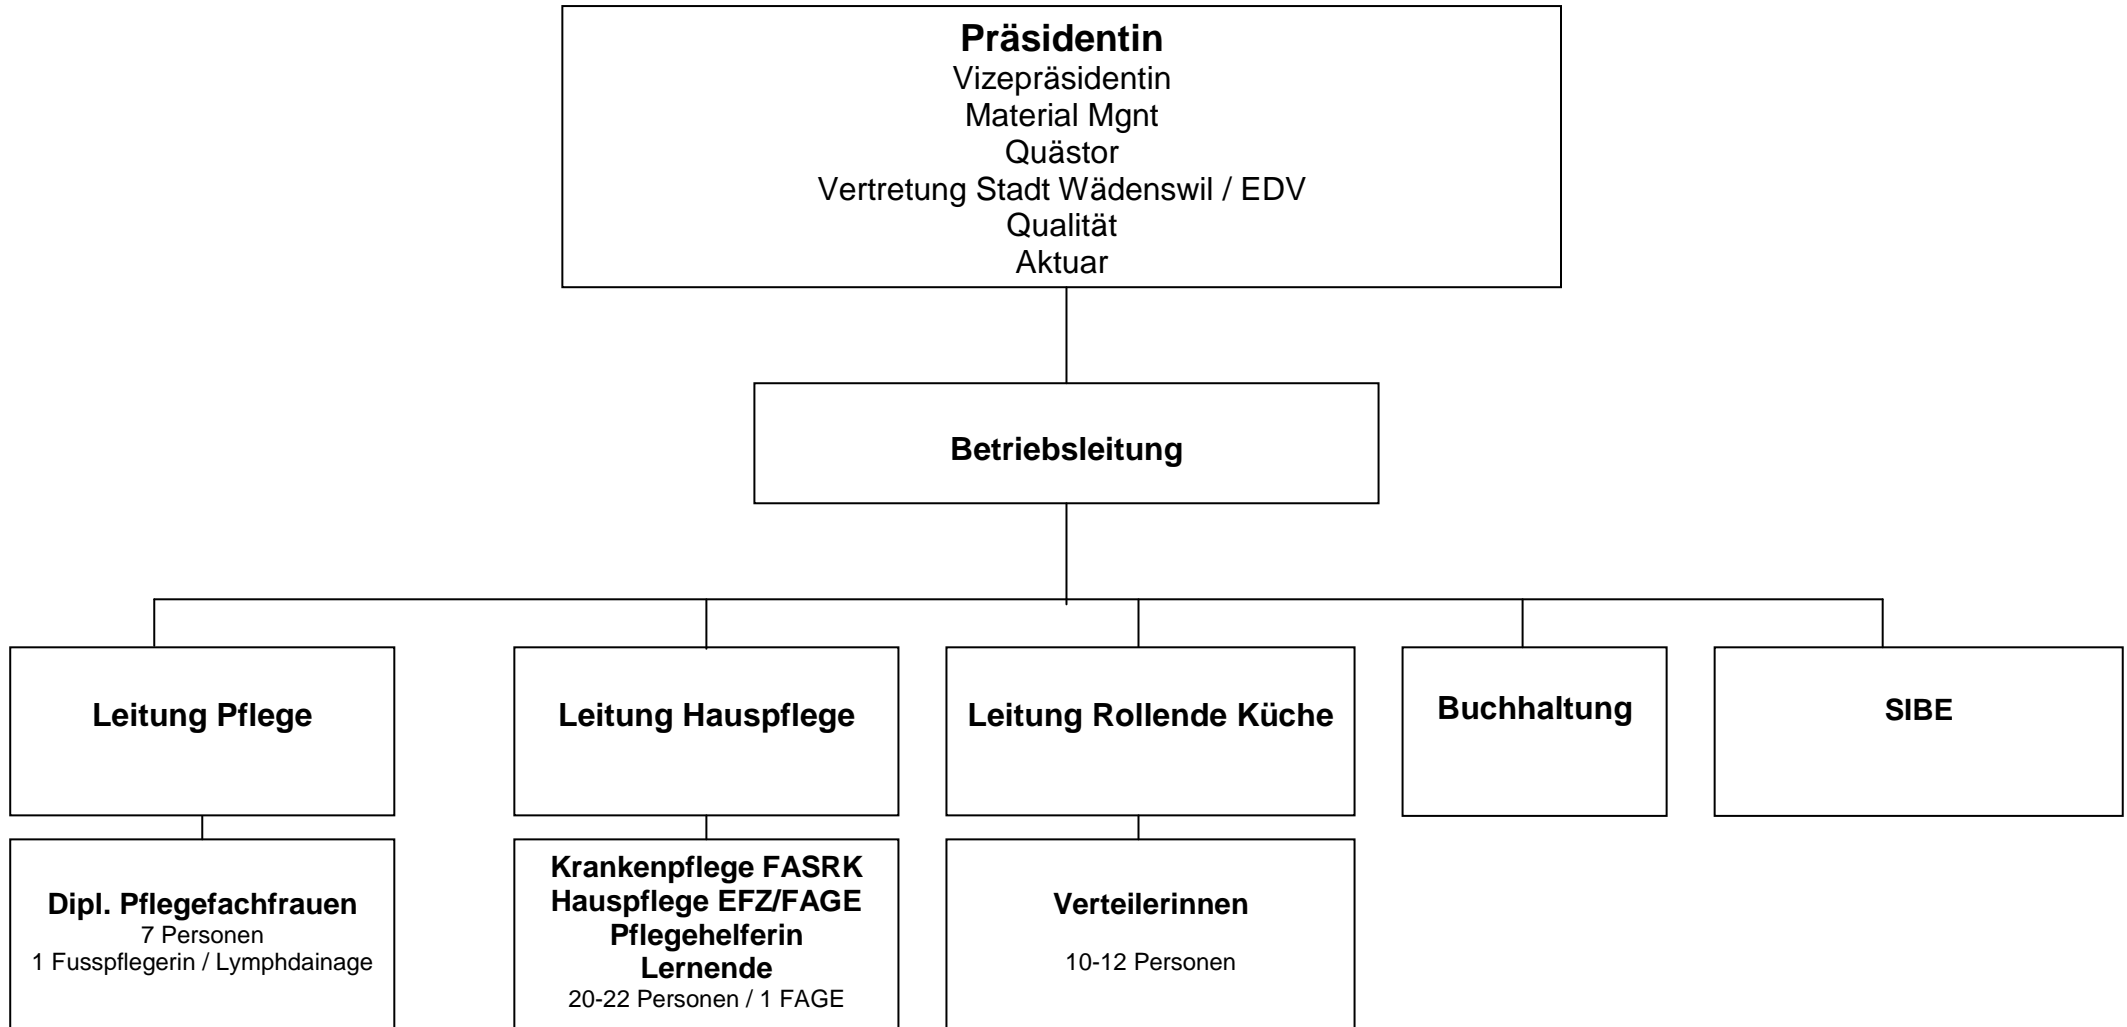 Präsidentin
Vizepräsidentin
Material Mgnt
Quästor
Vertretung Stadt Wädenswil / EDV
Qualität
Aktuar
Betriebsleitung
Leitung Pflege
Leitung Hauspflege
Leitung Rollende Küche
Buchhaltung
SIBE
Dipl. Pflegefachfrauen
7 Personen
1 Fusspflegerin / Lymphdainage
Krankenpflege FASRK
Hauspflege EFZ/FAGE
Pflegehelferin
Lernende
20-22 Personen / 1 FAGE
Verteilerinnen
10-12 Personen